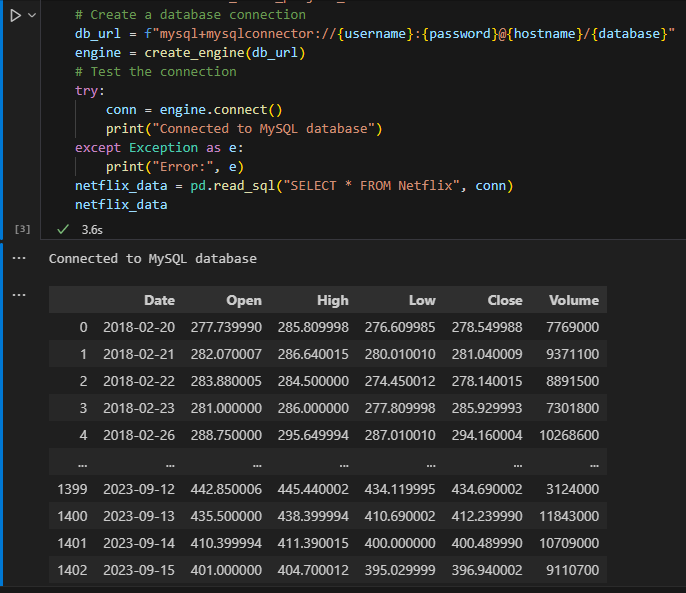 # Create a database connection
db_url = f"mysql+mysqlconnector://{username}:{password}@{hostname}/{database}"
engine = create_engine(db_url)
# Test the connection
try:
    conn = engine.connect()
    print("Connected to MySQL database")
except Exception as e:
    print("Error:", e)
netflix_data = pd.read_sql("SELECT * FROM Netflix", conn)
netflix_data
[3] ✓ 3.6s
... Connected to MySQL database
...
Date Open High Low Close Volume
0 2018-02-20 277.739990 285.809998 276.609985 278.549988 7769000
1 2018-02-21 282.070007 286.640015 280.010010 281.040009 9371100
2 2018-02-22 283.880005 284.500000 274.450012 278.140015 8891500
3 2018-02-23 281.000000 286.000000 277.809998 285.929993 7301800
4 2018-02-26 288.750000 295.649994 287.010010 294.160004 10268600
... ... ... ... ... ... ...
1399 2023-09-12 442.850006 445.440002 434.119995 434.690002 3124000
1400 2023-09-13 435.500000 438.399994 410.690002 412.239990 11843000
1401 2023-09-14 410.399994 411.390015 400.000000 400.489990 10709000
1402 2023-09-15 401.000000 404.700012 395.029999 396.940002 9110700